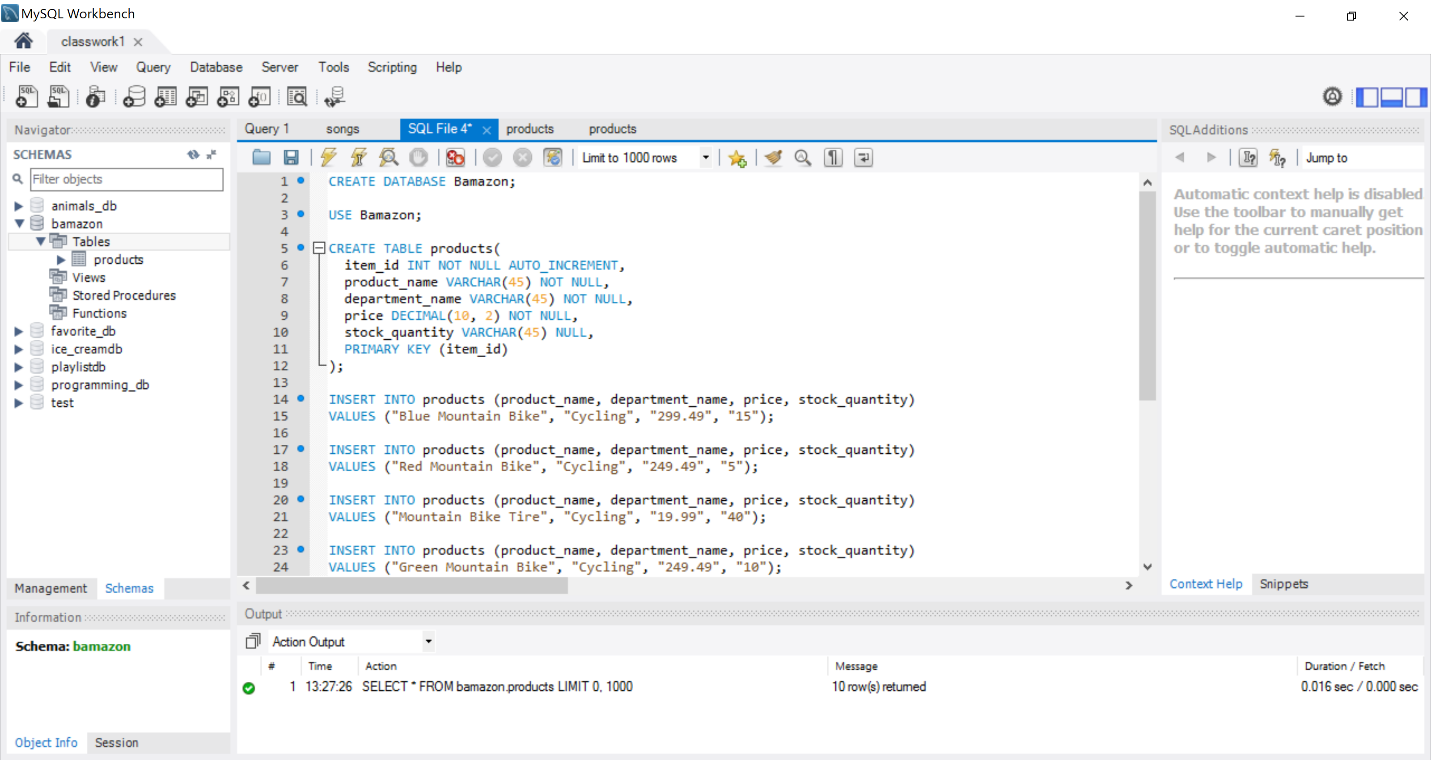 MySQL Workbench
classwork1
File Edit View Query Database Server Tools Scripting Help
Navigator
SCHEMAS
Filter objects
animals_db
bamazon
Tables
products
Views
Stored Procedures
Functions
favorite_db
ice_creamdb
playlistdb
programming_db
test
Management Schemas
Information
Schema: bamazon
Object Info Session
Query 1 songs SQL File 4* products products
Limit to 1000 rows
1 CREATE DATABASE Bamazon;
2
3 USE Bamazon;
4
5 CREATE TABLE products(
6 item_id INT NOT NULL AUTO_INCREMENT,
7 product_name VARCHAR(45) NOT NULL,
8 department_name VARCHAR(45) NOT NULL,
9 price DECIMAL(10, 2) NOT NULL,
10 stock_quantity VARCHAR(45) NULL,
11 PRIMARY KEY (item_id)
12 );
13
14 INSERT INTO products (product_name, department_name, price, stock_quantity)
15 VALUES ("Blue Mountain Bike", "Cycling", "299.49", "15");
16
17 INSERT INTO products (product_name, department_name, price, stock_quantity)
18 VALUES ("Red Mountain Bike", "Cycling", "249.49", "5");
19
20 INSERT INTO products (product_name, department_name, price, stock_quantity)
21 VALUES ("Mountain Bike Tire", "Cycling", "19.99", "40");
22
23 INSERT INTO products (product_name, department_name, price, stock_quantity)
24 VALUES ("Green Mountain Bike", "Cycling", "249.49", "10");
SQLAdditions
Jump to
Automatic context help is disabled
Use the toolbar to manually get
help for the current caret position
or to toggle automatic help.
Context Help Snippets
Output
Action Output
# Time Action Message Duration / Fetch
1 13:27:26 SELECT * FROM bamazon.products LIMIT 0, 1000 10 row(s) returned 0.016 sec / 0.000 sec